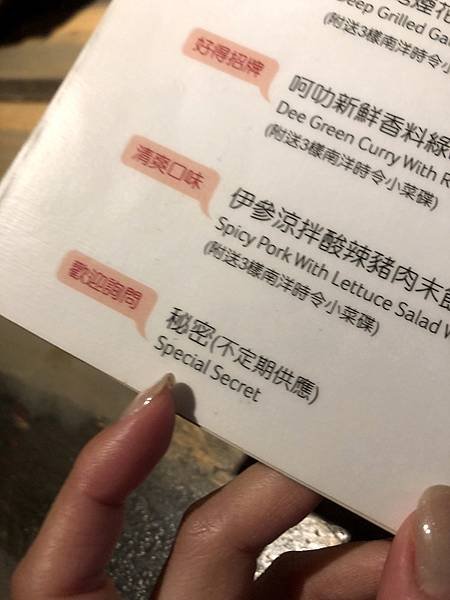 Deep Grilled
(附送3樣南洋時令小
好得招牌
呵叻新鮮香料綠
Dee Green Curry With
(附送3樣南洋時令小菜碟)
清爽口味
伊參涼拌酸辣豬肉末
Spicy Pork With Lettuce Salad
(附送3樣南洋時令小菜碟)
歡迎詢問
秘密(不定期供應)
Special Secret